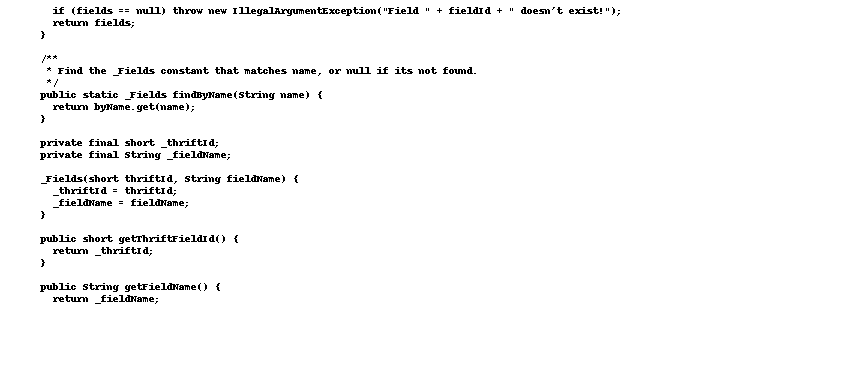 if (fields == null) throw new IllegalArgumentException("Field " + fieldId + " doesn't exist!");
return fields;
}
/**
* Find the _Fields constant that matches name, or null if its not found.
*/
public static _Fields findByName(String name) {
return byName.get(name);
}
private final short _thriftId;
private final String _fieldName;
_Fields(short thriftId, String fieldName) {
_thriftId = thriftId;
_fieldName = fieldName;
}
public short getThriftFieldId() {
return _thriftId;
}
public String getFieldName() {
return _fieldName;